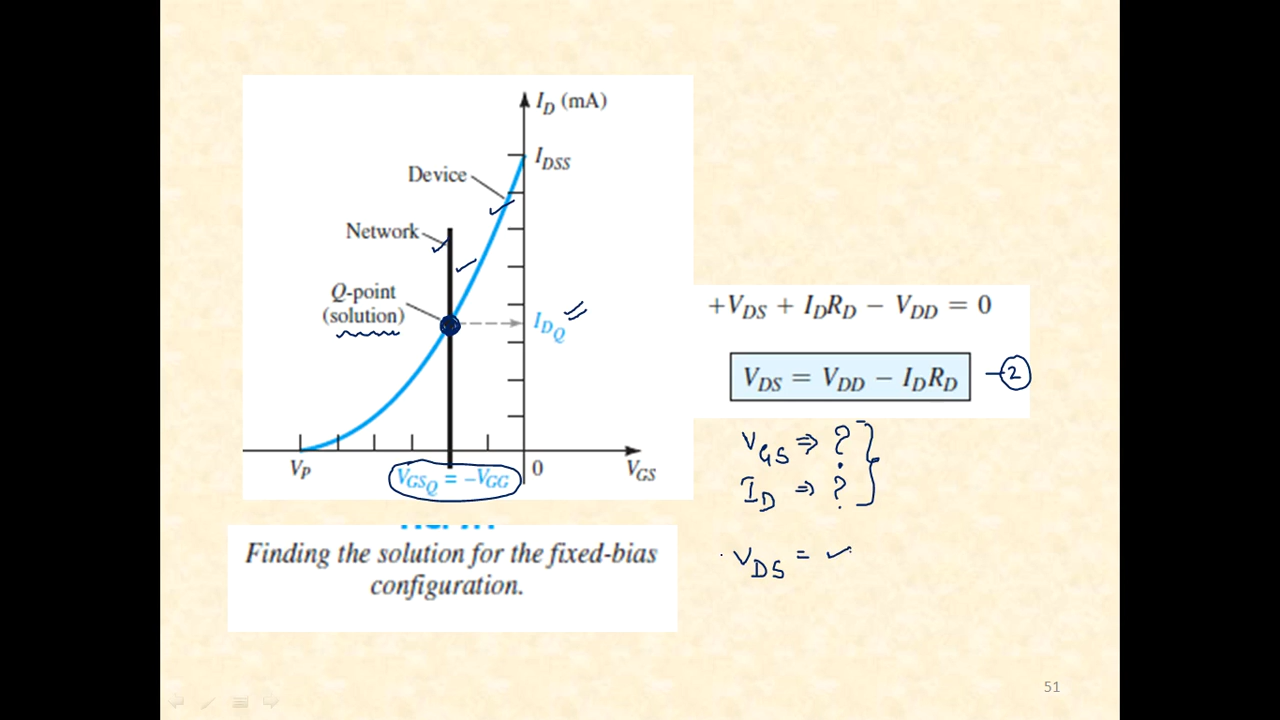 I_D (mA)
I_DSS
Device
Network
Q-point
(solution)
I_DQ
V_P
V_GSQ = -V_GG
0
V_GS
Finding the solution for the fixed-bias
configuration.
+V_DS + I_D R_D − V_DD = 0
V_DS = V_DD − I_D R_D
2
V_GS ⇒ ?
I_D ⇒ ?
V_DS = ✓
51